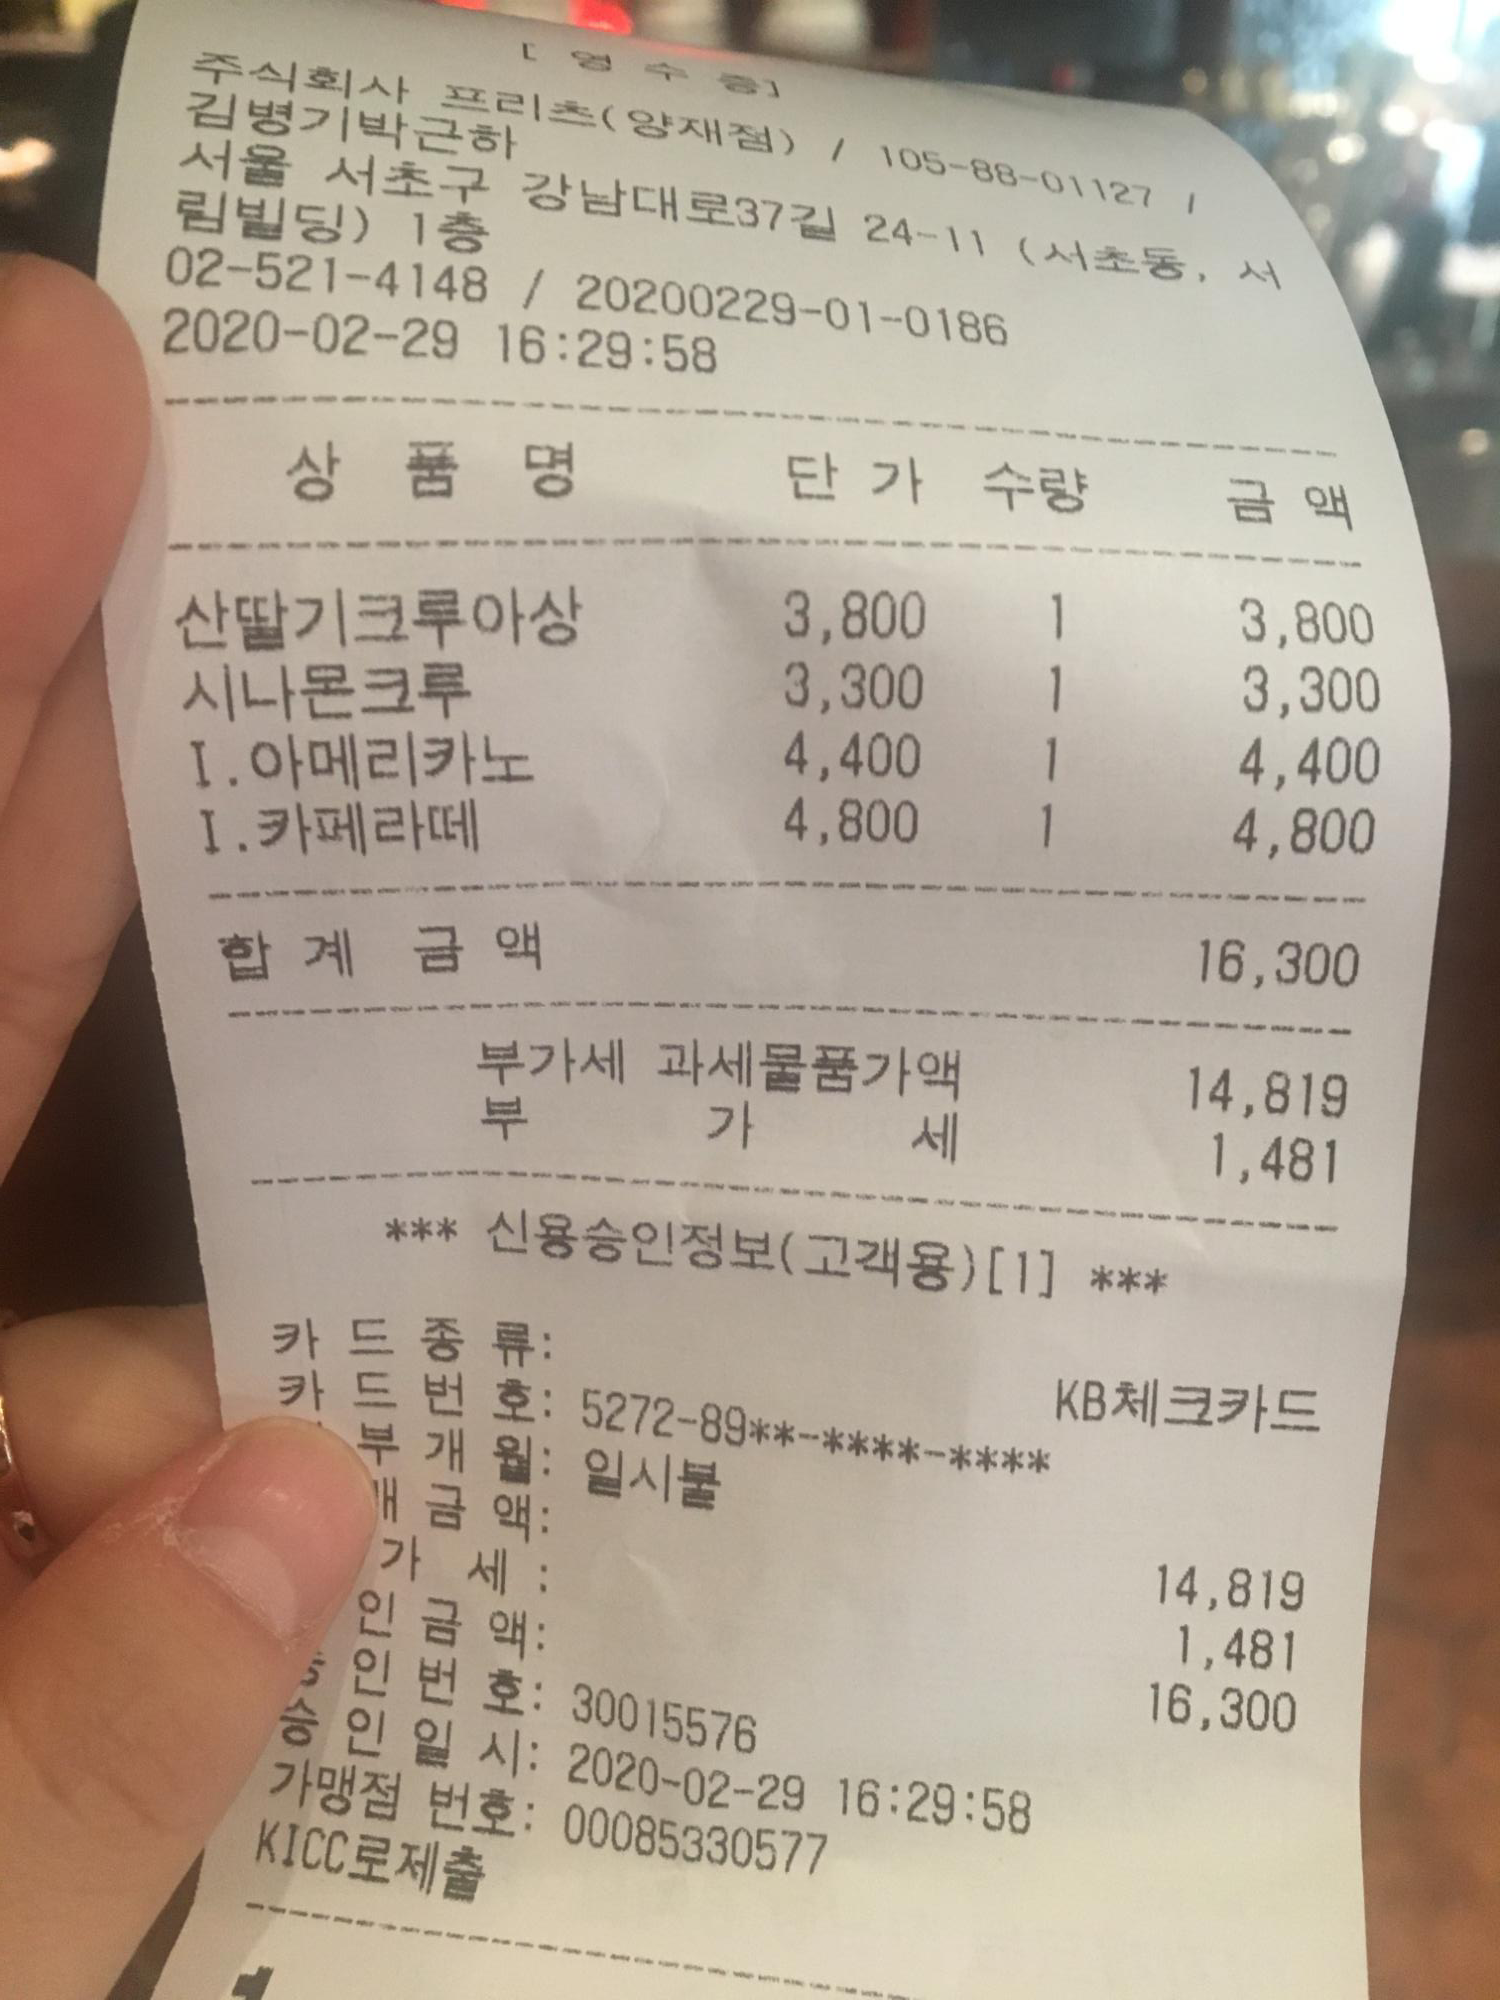 [ 영 수 증]
주식회사 프리츠(양재점) / 105-88-01127 /
김병기박근하
서울 서초구 강남대로37길 24-11 (서초동, 서
림빌딩) 1층
02-521-4148 / 20200229-01-0186
2020-02-29 16:29:58
상 품 명 단 가 수량 금 액
산딸기크루아상 3,800 1 3,800
시나몬크루 3,300 1 3,300
I.아메리카노 4,400 1 4,400
I.카페라떼 4,800 1 4,800
합 계 금 액 16,300
부가세 과세물품가액 14,819
부 가 세 1,481
*** 신용승인정보(고객용)[1] ***
카 드 종 류: KB체크카드
카 드 번 호: 5272-89**-****-****
부 개 월: 일시불
매 금 액: 14,819
가 세 : 1,481
인 금 액: 16,300
승 인 번 호: 30015576
승 인 일 시: 2020-02-29 16:29:58
가맹점 번호: 00085330577
KICC로제출